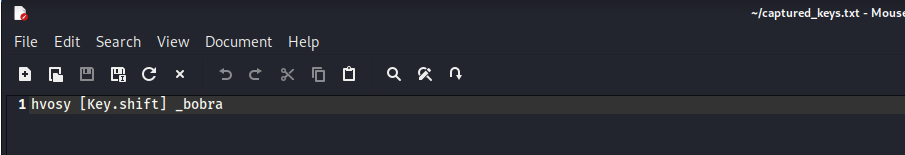 ~/captured_keys.txt - Mouse
File Edit Search View Document Help
1 hvosy [Key.shift] _bobra